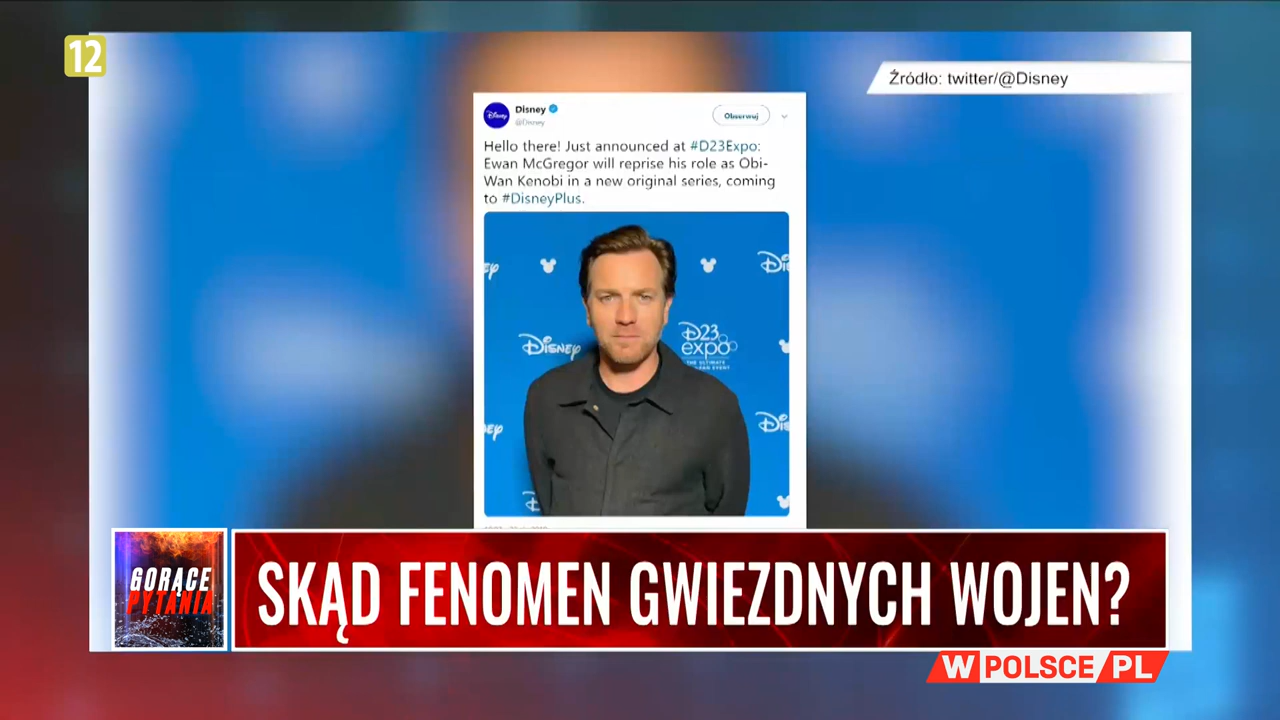 12
Źródło: twitter/@Disney
Disney
Disney
@Disney
Obserwuj
Hello there! Just announced at #D23Expo:
Ewan McGregor will reprise his role as Obi-
Wan Kenobi in a new original series, coming
to #DisneyPlus.
Disney
D23
expo
THE ULTIMATE
GORĄCE
PYTANIA
SKĄD FENOMEN GWIEZDNYCH WOJEN?
WPOLSCE PL